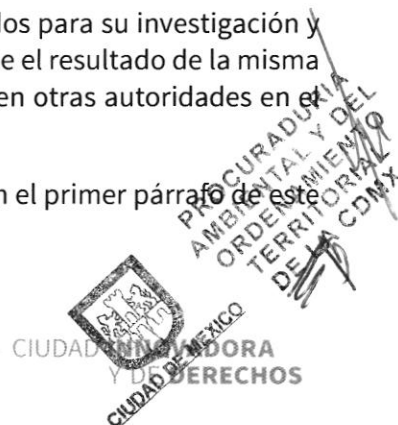 dos para su investigación y
e el resultado de la misma
en otras autoridades en el
n el primer párrafo de este
PROCURADURÍA
AMBIENTAL Y DEL
ORDENAMIENTO
TERRITORIAL
DE LA CDMX
CIUDAD INNOVADORA
Y DE DERECHOS
CIUDAD DE MÉXICO